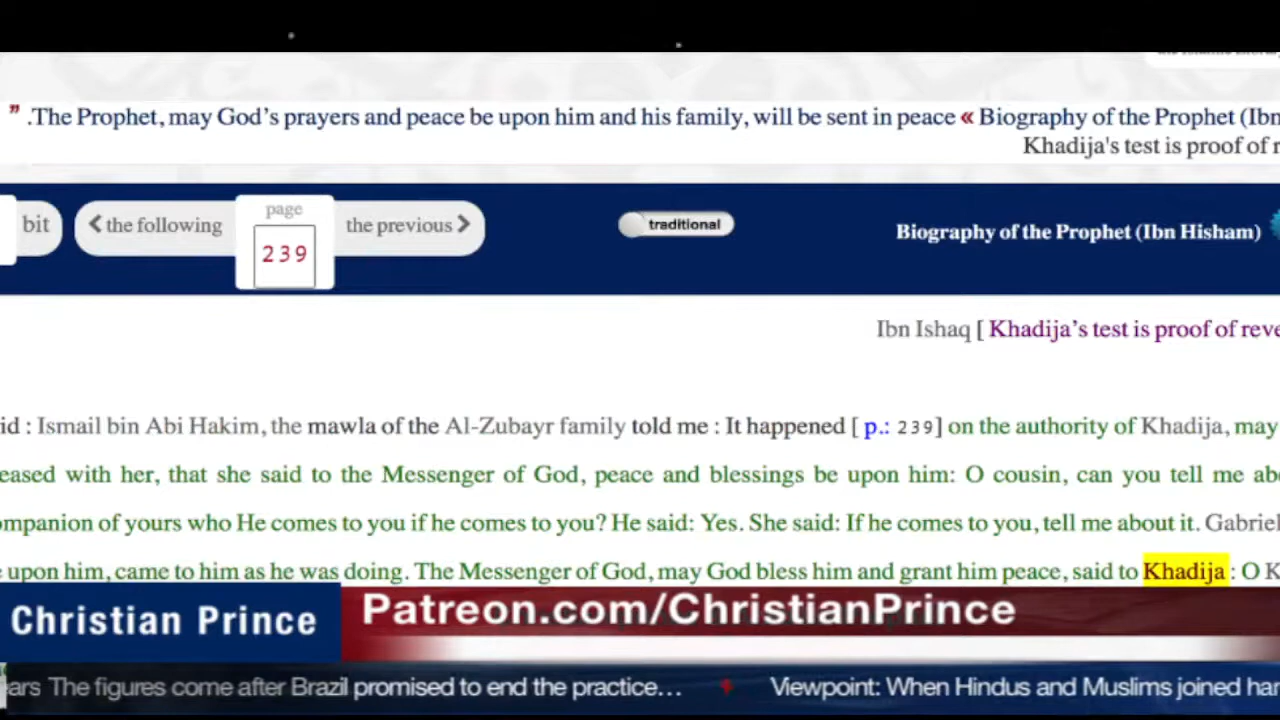 ” .The Prophet, may God’s prayers and peace be upon him and his family, will be sent in peace « Biography of the Prophet (Ibn
Khadija's test is proof of r
bit
the following
page
239
the previous
traditional
Biography of the Prophet (Ibn Hisham)
Ibn Ishaq [ Khadija’s test is proof of reve
id : Ismail bin Abi Hakim, the mawla of the Al-Zubayr family told me : It happened [ p.: 239] on the authority of Khadija, may
eased with her, that she said to the Messenger of God, peace and blessings be upon him: O cousin, can you tell me abo
ompanion of yours who He comes to you if he comes to you? He said: Yes. She said: If he comes to you, tell me about it. Gabriel
e upon him, came to him as he was doing. The Messenger of God, may God bless him and grant him peace, said to Khadija : O K
Christian Prince
Patreon.com/ChristianPrince
ars The figures come after Brazil promised to end the practice... Viewpoint: When Hindus and Muslims joined har